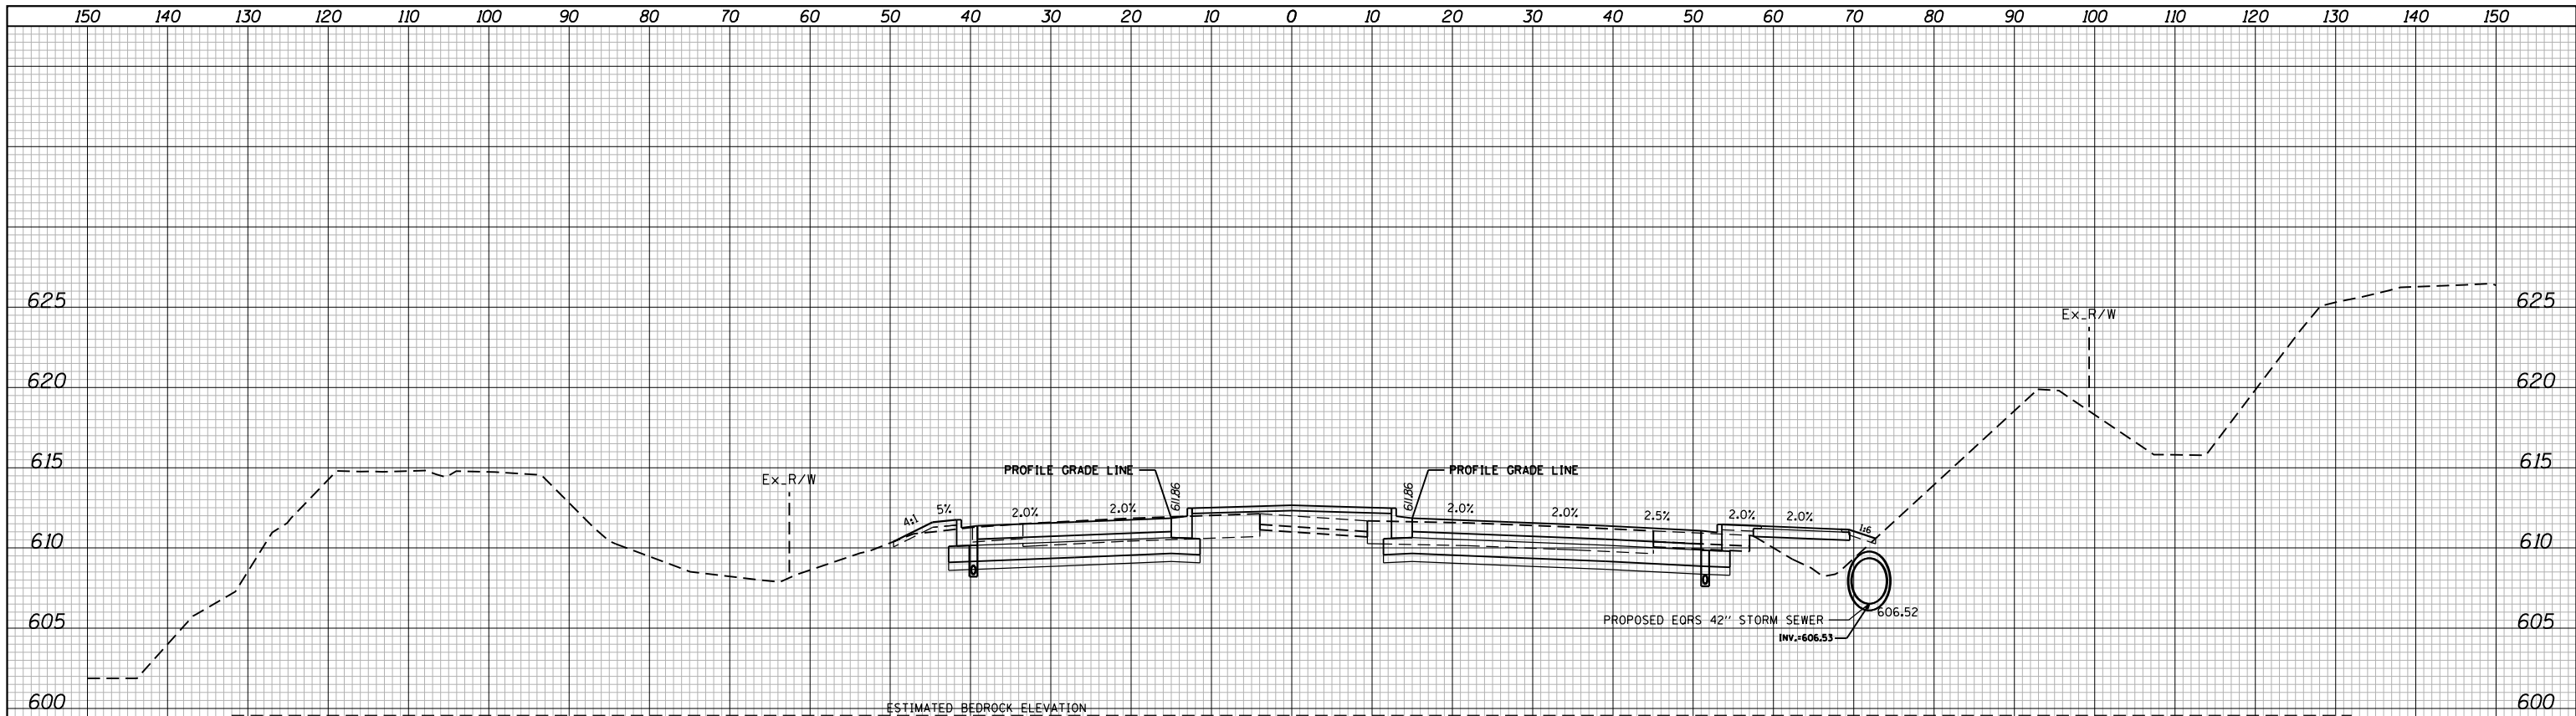 150 140 130 120 110 100 90 80 70 60 50 40 30 20 10 0 10 20 30 40 50 60 70 80 90 100 110 120 130 140 150
625 625
Ex_R/W
620 620
615 615
PROFILE GRADE LINE PROFILE GRADE LINE
Ex_R/W
611.86 611.86
4:1 5% 2.0% 2.0% 2.0% 2.0% 2.5% 2.0% 2.0% 1:6
610 610
606.52
PROPOSED EQRS 42" STORM SEWER
605 605
INV.=606.53
600 600
ESTIMATED BEDROCK ELEVATION